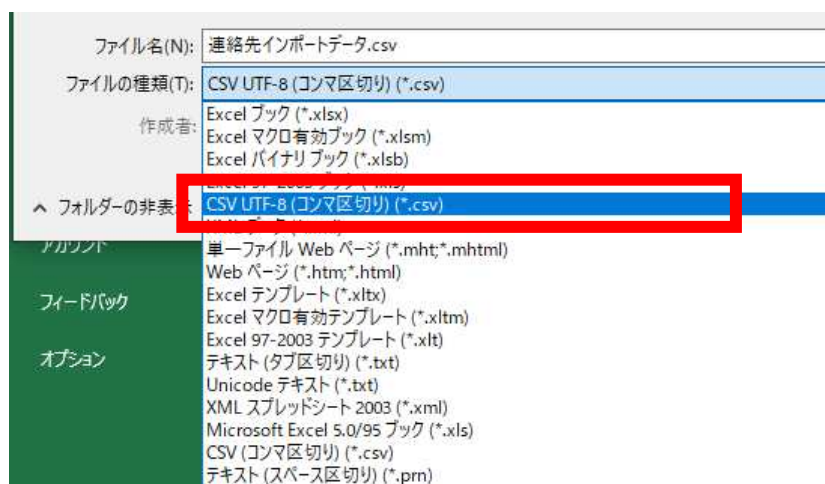 ファイル名(N): 連絡先インポートデータ.csv
ファイルの種類(T): CSV UTF-8 (コンマ区切り) (*.csv)
作成者:
Excel ブック (*.xlsx)
Excel マクロ有効ブック (*.xlsm)
Excel バイナリ ブック (*.xlsb)
フォルダーの非表示
CSV UTF-8 (コンマ区切り) (*.csv)
アカウント
単一ファイル Web ページ (*.mht;*.mhtml)
Web ページ (*.htm;*.html)
フィードバック
Excel テンプレート (*.xltx)
Excel マクロ有効テンプレート (*.xltm)
Excel 97-2003 テンプレート (*.xlt)
オプション
テキスト (タブ区切り) (*.txt)
Unicode テキスト (*.txt)
XML スプレッドシート 2003 (*.xml)
Microsoft Excel 5.0/95 ブック (*.xls)
CSV (コンマ区切り) (*.csv)
テキスト (スペース区切り) (*.prn)